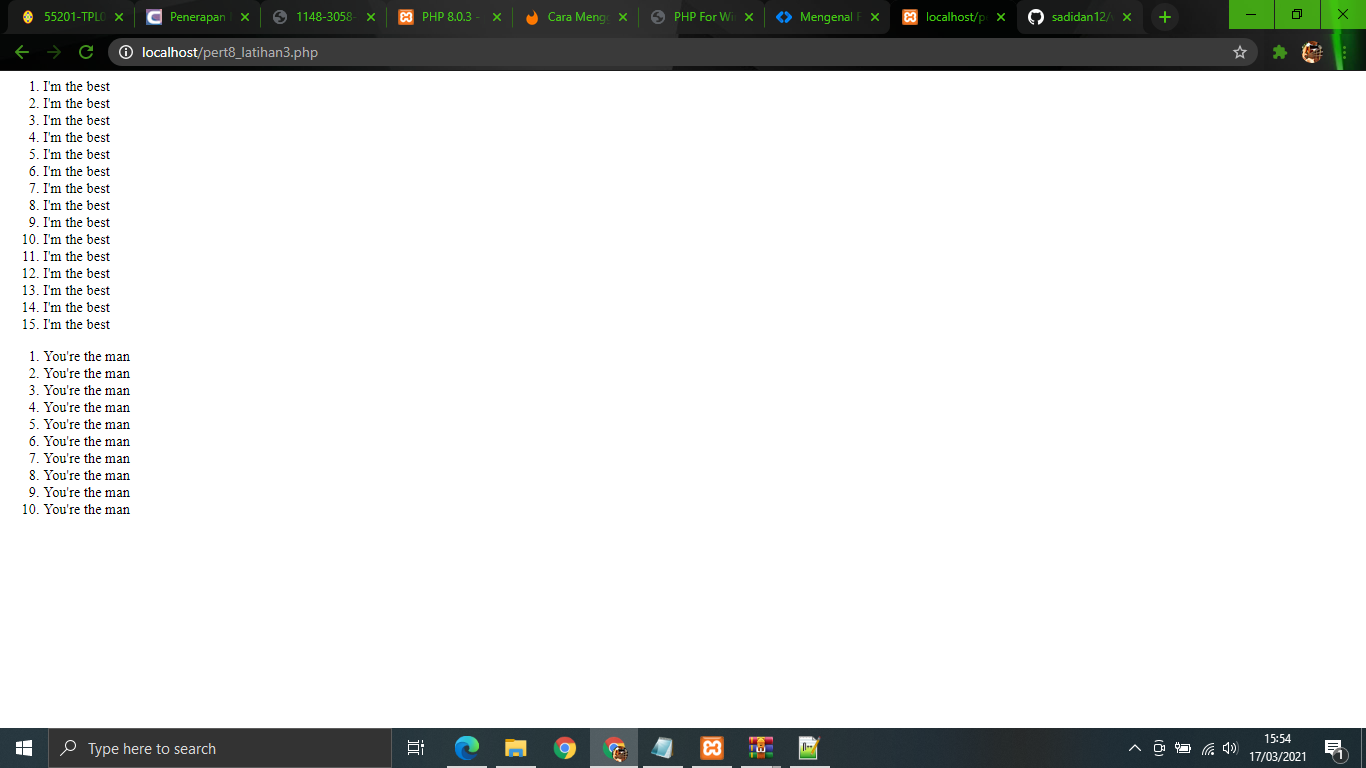 55201-TPL0
Penerapan
1148-3058-
PHP 8.0.3 -
Cara Mengg
PHP For Wi
Mengenal F
localhost/p
sadidan12/
localhost/pert8_latihan3.php
1. I'm the best
2. I'm the best
3. I'm the best
4. I'm the best
5. I'm the best
6. I'm the best
7. I'm the best
8. I'm the best
9. I'm the best
10. I'm the best
11. I'm the best
12. I'm the best
13. I'm the best
14. I'm the best
15. I'm the best
1. You're the man
2. You're the man
3. You're the man
4. You're the man
5. You're the man
6. You're the man
7. You're the man
8. You're the man
9. You're the man
10. You're the man
Type here to search
15:54
17/03/2021
1